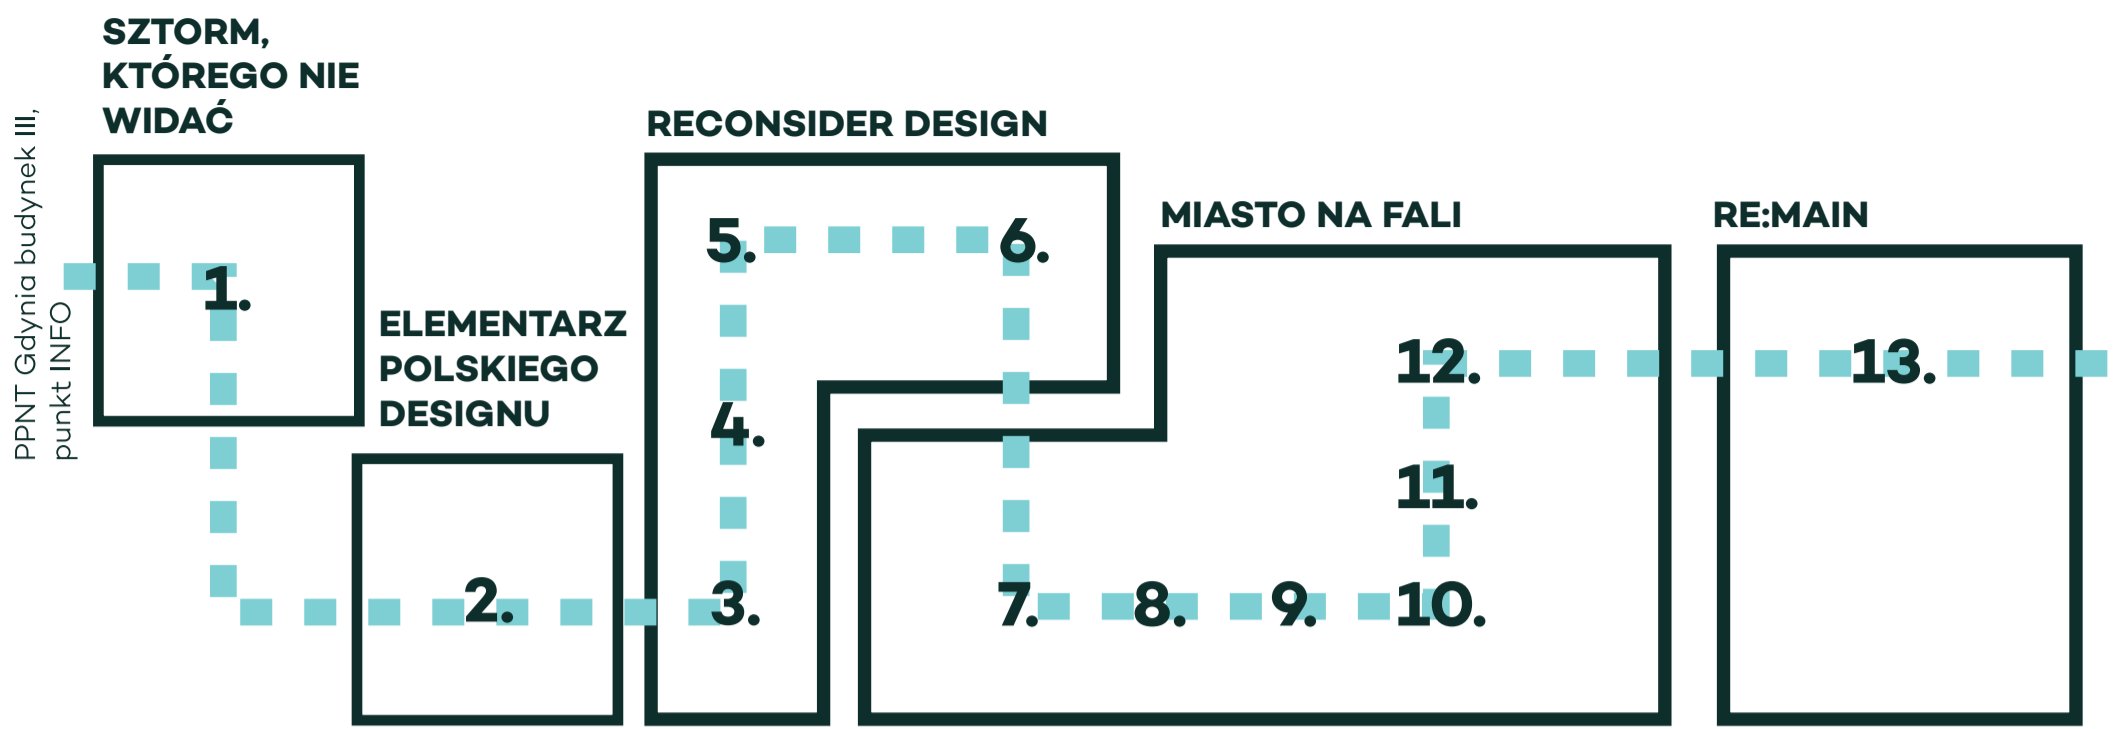 PPNT Gdynia budynek III,
punkt INFO
SZTORM,
KTÓREGO NIE
WIDAĆ
1.
ELEMENTARZ
POLSKIEGO
DESIGNU
2.
RECONSIDER DESIGN
3.
4.
5.
6.
MIASTO NA FALI
7.
8.
9.
10.
11.
12.
RE:MAIN
13.